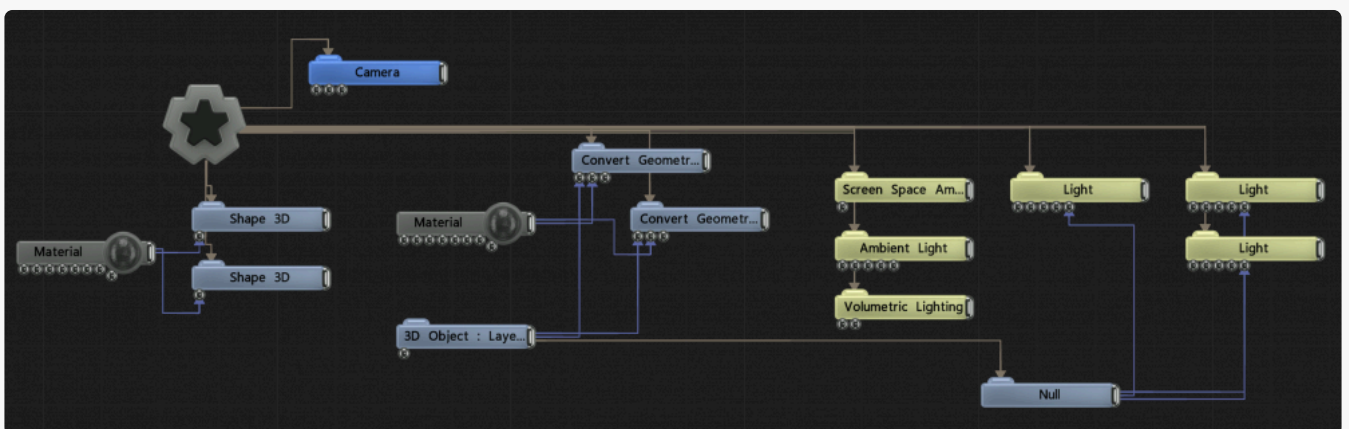 Camera
Convert Geometr...
Screen Space Am...
Light
Light
Shape 3D
Material
Convert Geometr...
Material
Ambient Light
Light
Shape 3D
Volumetric Lighting
3D Object : Laye...
Null